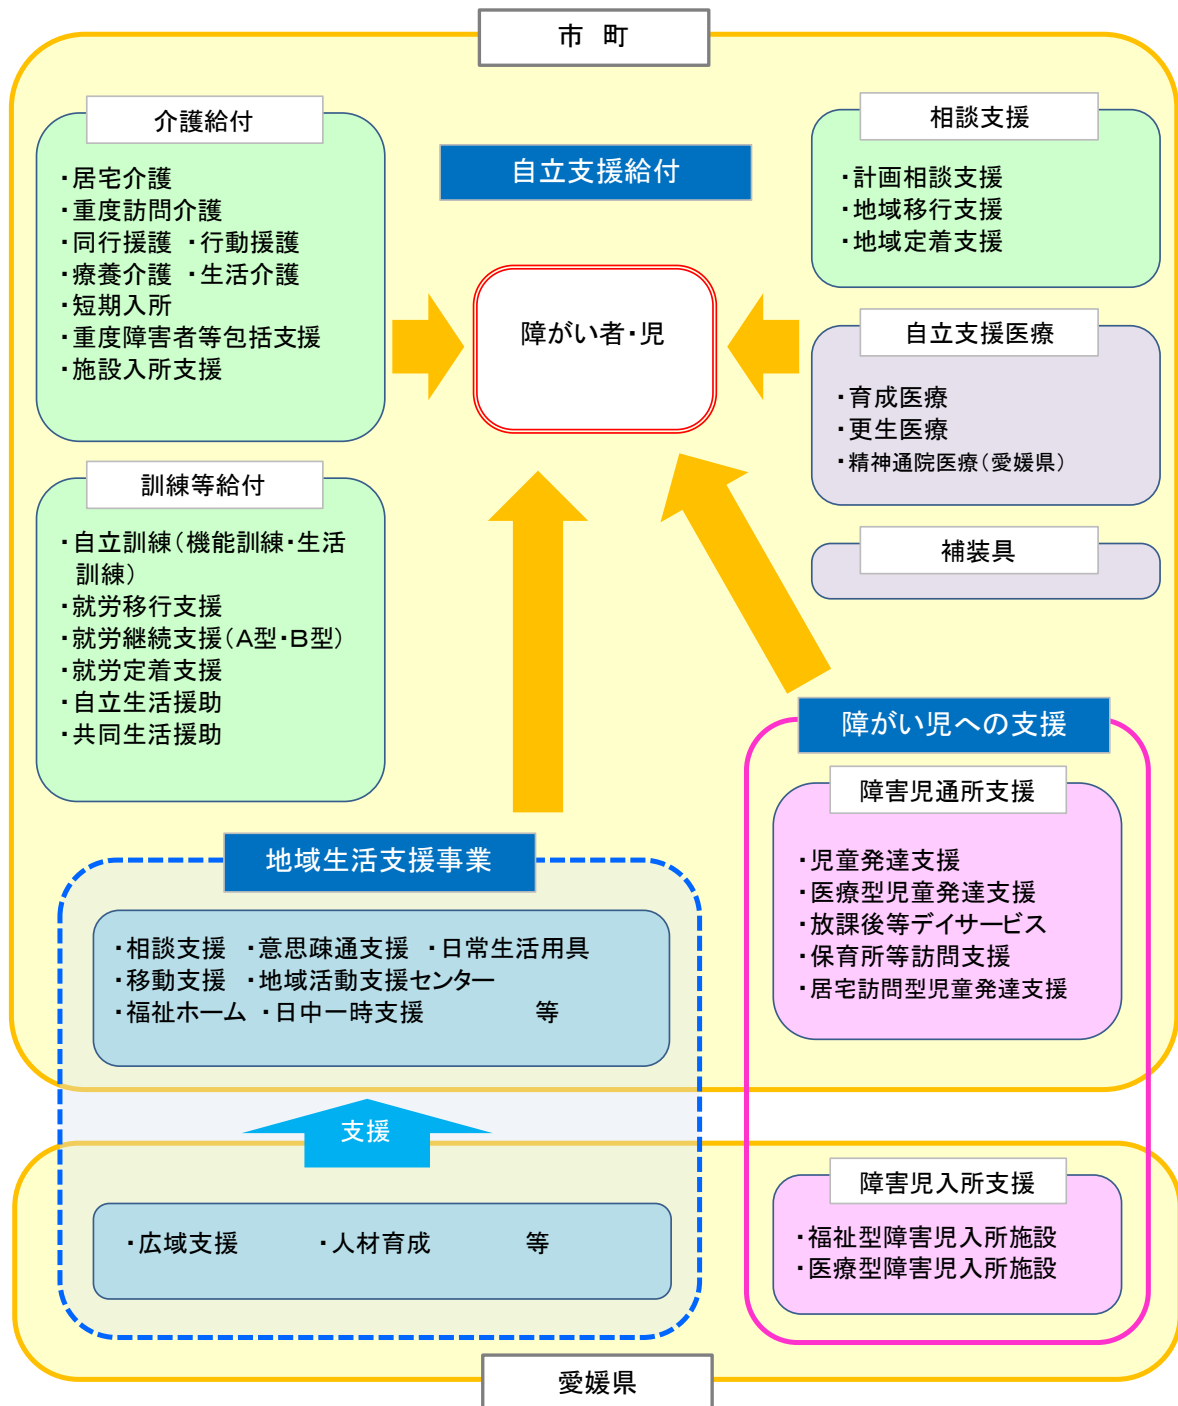 市 町
介護給付
・居宅介護
・重度訪問介護
・同行援護 ・行動援護
・療養介護 ・生活介護
・短期入所
・重度障害者等包括支援
・施設入所支援
自立支援給付
相談支援
・計画相談支援
・地域移行支援
・地域定着支援
障がい者・児
自立支援医療
・育成医療
・更生医療
・精神通院医療（愛媛県）
訓練等給付
・自立訓練（機能訓練・生活
訓練）
・就労移行支援
・就労継続支援（Ａ型・Ｂ型）
・就労定着支援
・自立生活援助
・共同生活援助
補装具
障がい児への支援
障害児通所支援
・児童発達支援
・医療型児童発達支援
・放課後等デイサービス
・保育所等訪問支援
・居宅訪問型児童発達支援
地域生活支援事業
・相談支援 ・意思疎通支援 ・日常生活用具
・移動支援 ・地域活動支援センター
・福祉ホーム ・日中一時支援 等
支援
・広域支援 ・人材育成 等
障害児入所支援
・福祉型障害児入所施設
・医療型障害児入所施設
愛媛県